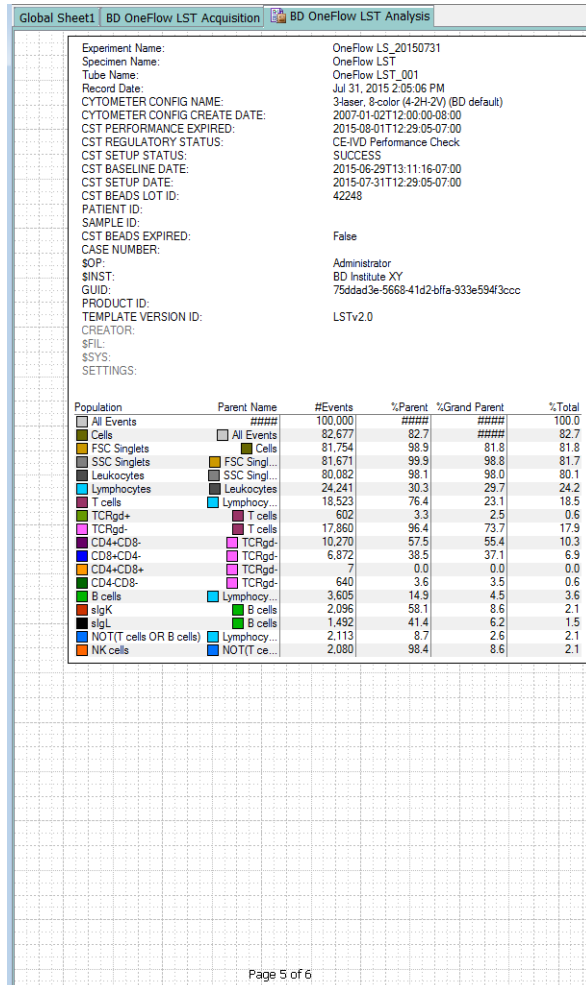 Global Sheet1 BD OneFlow LST Acquisition BD OneFlow LST Analysis
Experiment Name: OneFlow LS_20150731
Specimen Name: OneFlow LST
Tube Name: OneFlow LST_001
Record Date: Jul 31, 2015 2:05:06 PM
CYTOMETER CONFIG NAME: 3-laser, 8-color (4-2H-2V) (BD default)
CYTOMETER CONFIG CREATE DATE: 2007-01-02T12:00:00-08:00
CST PERFORMANCE EXPIRED: 2015-08-01T12:29:05-07:00
CST REGULATORY STATUS: CE-IVD Performance Check
CST SETUP STATUS: SUCCESS
CST BASELINE DATE: 2015-06-29T13:11:16-07:00
CST SETUP DATE: 2015-07-31T12:29:05-07:00
CST BEADS LOT ID: 42248
PATIENT ID:
SAMPLE ID:
CST BEADS EXPIRED: False
CASE NUMBER:
$OP: Administrator
$INST: BD Institute XY
GUID: 75ddad3e-5668-41d2-bffa-933e594f3ccc
PRODUCT ID:
TEMPLATE VERSION ID: LSTv2.0
CREATOR:
$FIL:
$SYS:
SETTINGS:
Population Parent Name #Events %Parent %Grand Parent %Total
All Events #### 100,000 #### #### 100.0
Cells All Events 82,677 82.7 #### 82.7
FSC Singlets Cells 81,754 98.9 81.8 81.8
SSC Singlets FSC Singl... 81,671 99.9 98.8 81.7
Leukocytes SSC Singl... 80,082 98.1 98.0 80.1
Lymphocytes Leukocytes 24,241 30.3 29.7 24.2
T cells Lymphocy... 18,523 76.4 23.1 18.5
TCRgd+ T cells 602 3.3 2.5 0.6
TCRgd- T cells 17,860 96.4 73.7 17.9
CD4+CD8- TCRgd- 10,270 57.5 55.4 10.3
CD8+CD4- TCRgd- 6,872 38.5 37.1 6.9
CD4+CD8+ TCRgd- 7 0.0 0.0 0.0
CD4-CD8- TCRgd- 640 3.6 3.5 0.6
B cells Lymphocy... 3,605 14.9 4.5 3.6
sIgK B cells 2,096 58.1 8.6 2.1
sIgL B cells 1,492 41.4 6.2 1.5
NOT(T cells OR B cells) Lymphocy... 2,113 8.7 2.6 2.1
NK cells NOT(T ce... 2,080 98.4 8.6 2.1
Page 5 of 6